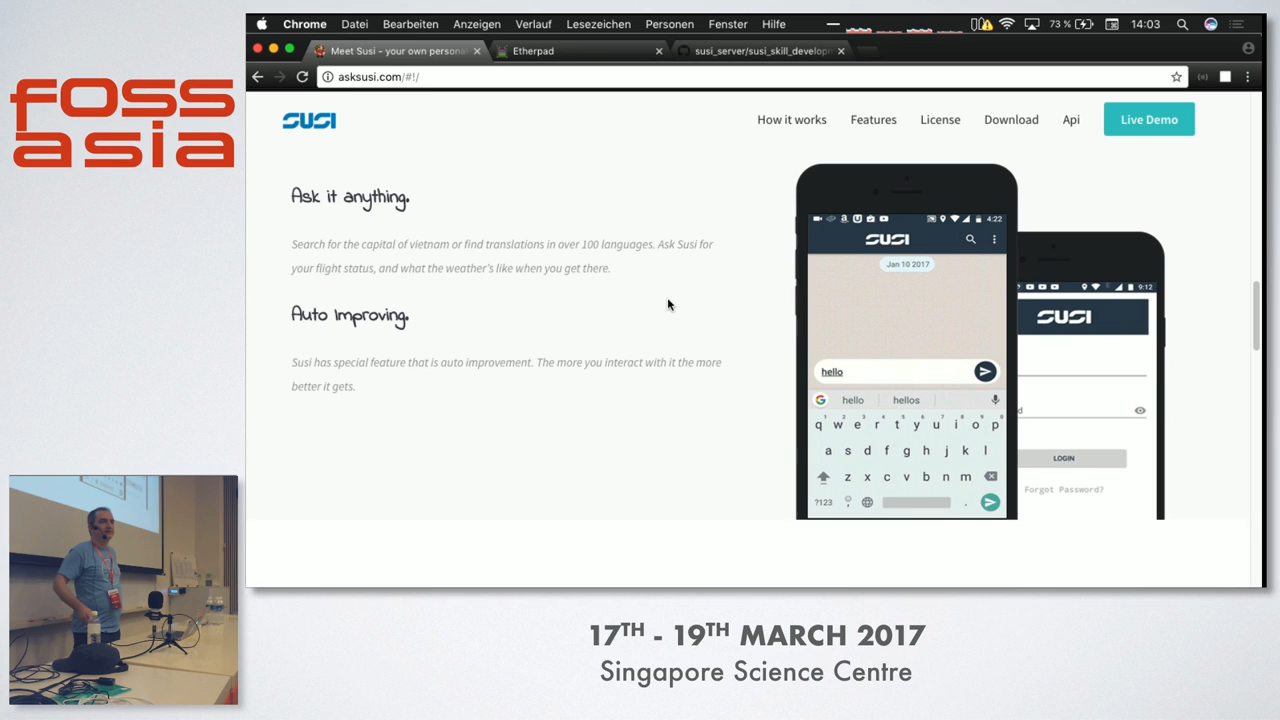 foss
asia
Chrome Datei Bearbeiten Anzeigen Verlauf Lesezeichen Personen Fenster Hilfe 73 % 14:03
Meet Susi - your own persona Etherpad susi_server/susi_skill_develop
asksusi.com/#!/
SUSI How it works Features License Download Api Live Demo
Ask it anything.
Search for the capital of vietnam or find translations in over 100 languages. Ask Susi for
your flight status, and what the weather's like when you get there.
Auto Improving.
Susi has special feature that is auto improvement. The more you interact with it the more
better it gets.
4:22
SUSI
Jan 10 2017
hello
hello hellos
q w e r t y u i o p
a s d f g h j k l
z x c v b n m
?123 , .
9:12
SUSI
d
LOGIN
Forgot Password?
17TH - 19TH MARCH 2017
Singapore Science Centre